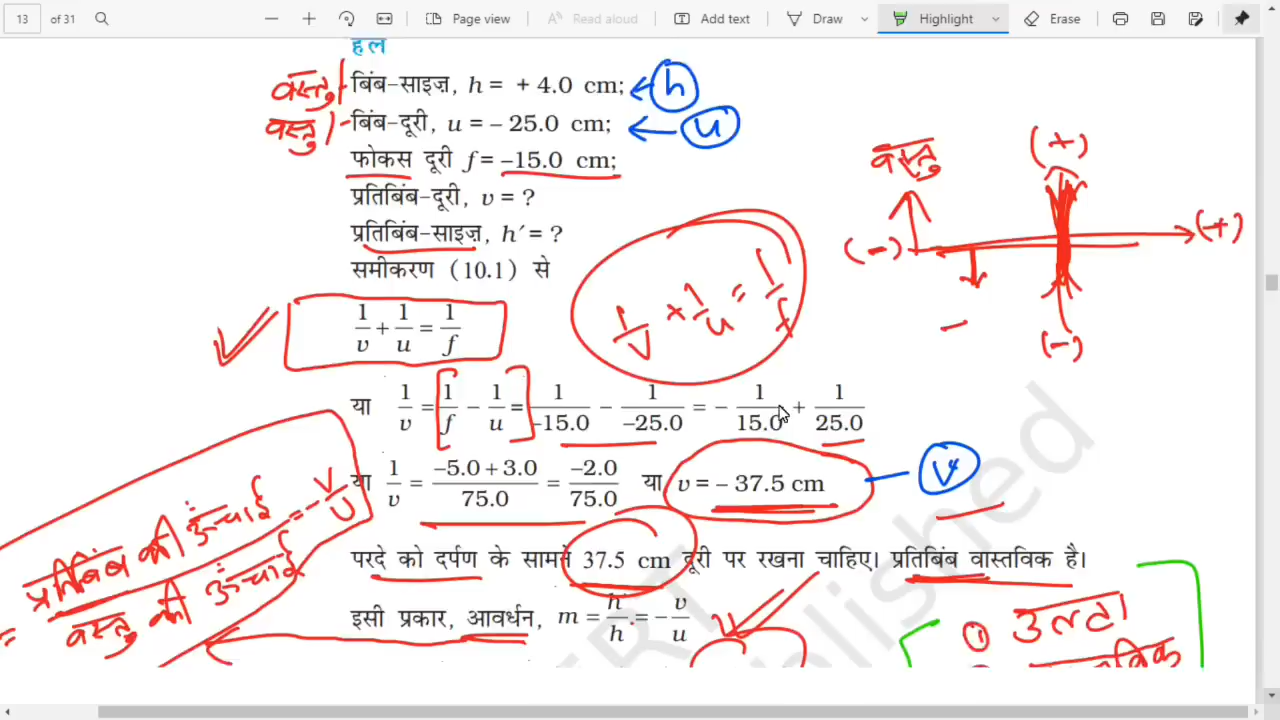 13 of 31 Page view Read aloud Add text Draw Highlight Erase
हल
वस्तु बिंब-साइज़, h = + 4.0 cm; h
वस्तु बिंब-दूरी, u = – 25.0 cm; u
फोकस दूरी f = –15.0 cm;
प्रतिबिंब-दूरी, v = ?
प्रतिबिंब-साइज़, h′ = ?
समीकरण (10.1) से
1/v + 1/u = 1/f
1/v + 1/u = 1/f
वस्तु (+)
(–) (+)
–
(–)
या 1/v = 1/f – 1/u = 1/–15.0 – 1/–25.0 = – 1/15.0 + 1/25.0
या 1/v = –5.0 + 3.0/75.0 = –2.0/75.0 या v = – 37.5 cm v
प्रतिबिंब की ऊंचाई / वस्तु की ऊंचाई = – v/u
=
परदे को दर्पण के सामने 37.5 cm दूरी पर रखना चाहिए। प्रतिबिंब वास्तविक है।
इसी प्रकार, आवर्धन, m = h′/h = – v/u
① उल्टा